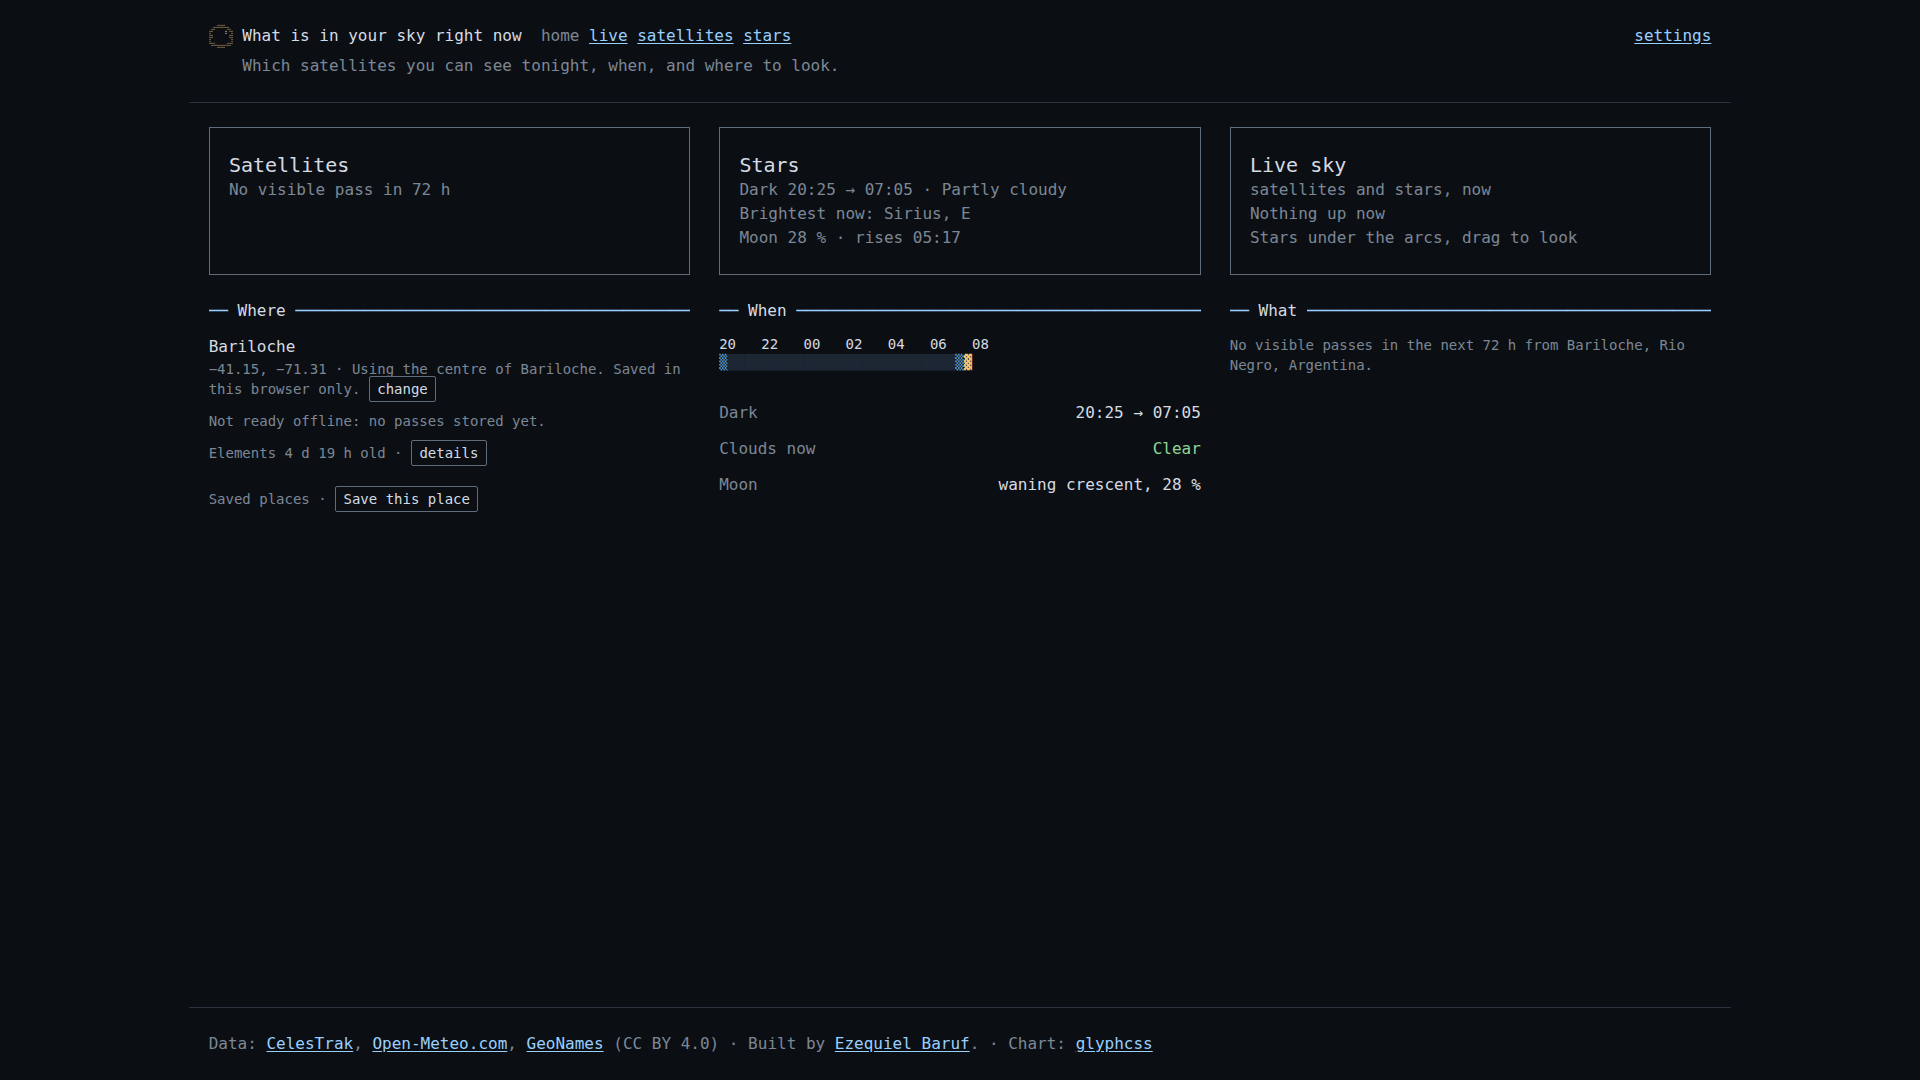 What is in your sky right now home live satellites stars settings
Which satellites you can see tonight, when, and where to look.
Satellites
No visible pass in 72 h
Stars
Dark 20:25 → 07:05 · Partly cloudy
Brightest now: Sirius, E
Moon 28 % · rises 05:17
Live sky
satellites and stars, now
Nothing up now
Stars under the arcs, drag to look
Where
Bariloche
−41.15, −71.31 · Using the centre of Bariloche. Saved in
this browser only. change
Not ready offline: no passes stored yet.
Elements 4 d 19 h old · details
Saved places · Save this place
When
20 22 00 02 04 06 08
Dark 20:25 → 07:05
Clouds now Clear
Moon waning crescent, 28 %
What
No visible passes in the next 72 h from Bariloche, Rio
Negro, Argentina.
Data: CelesTrak, Open-Meteo.com, GeoNames (CC BY 4.0) · Built by Ezequiel Baruf. · Chart: glyphcss